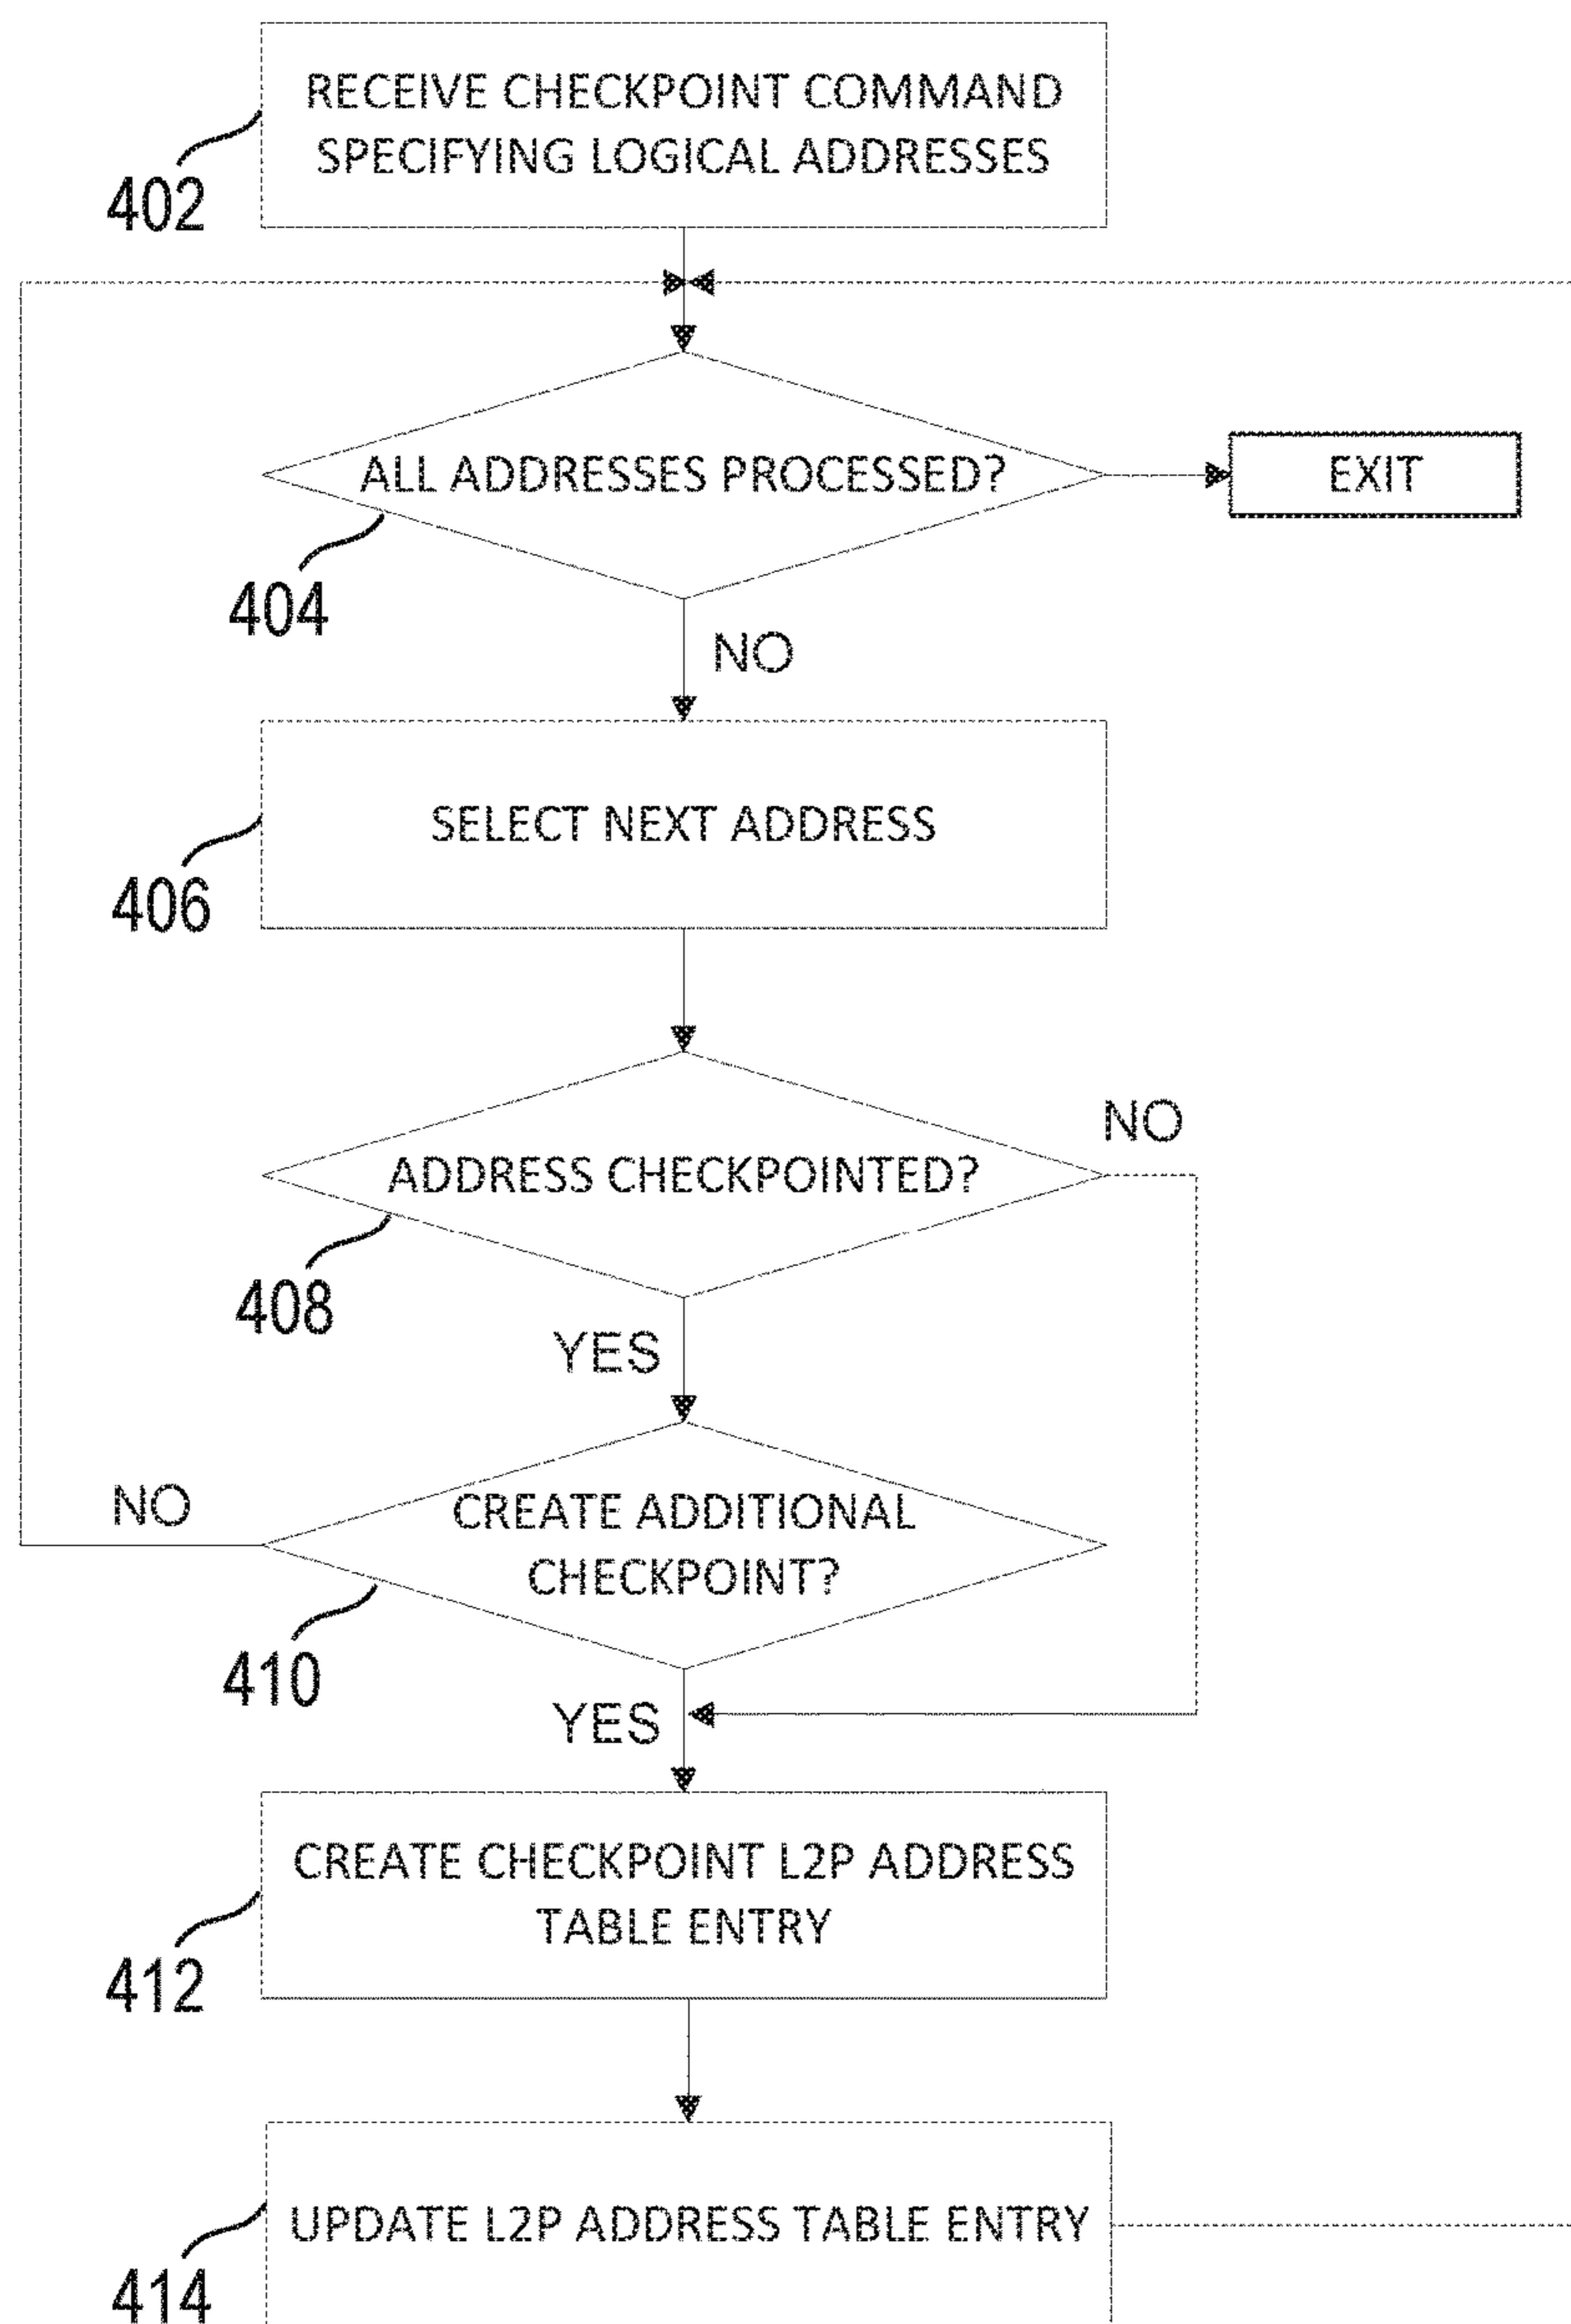 RECEIVE CHECKPOINT COMMAND
SPECIFYING LOGICAL ADDRESSES
402
ALL ADDRESSES PROCESSED?
EXIT
404
NO
SELECT NEXT ADDRESS
406
NO
ADDRESS CHECKPOINTED?
408
YES
NO
CREATE ADDITIONAL
CHECKPOINT?
410
YES
CREATE CHECKPOINT L2P ADDRESS
TABLE ENTRY
412
UPDATE L2P ADDRESS TABLE ENTRY
414